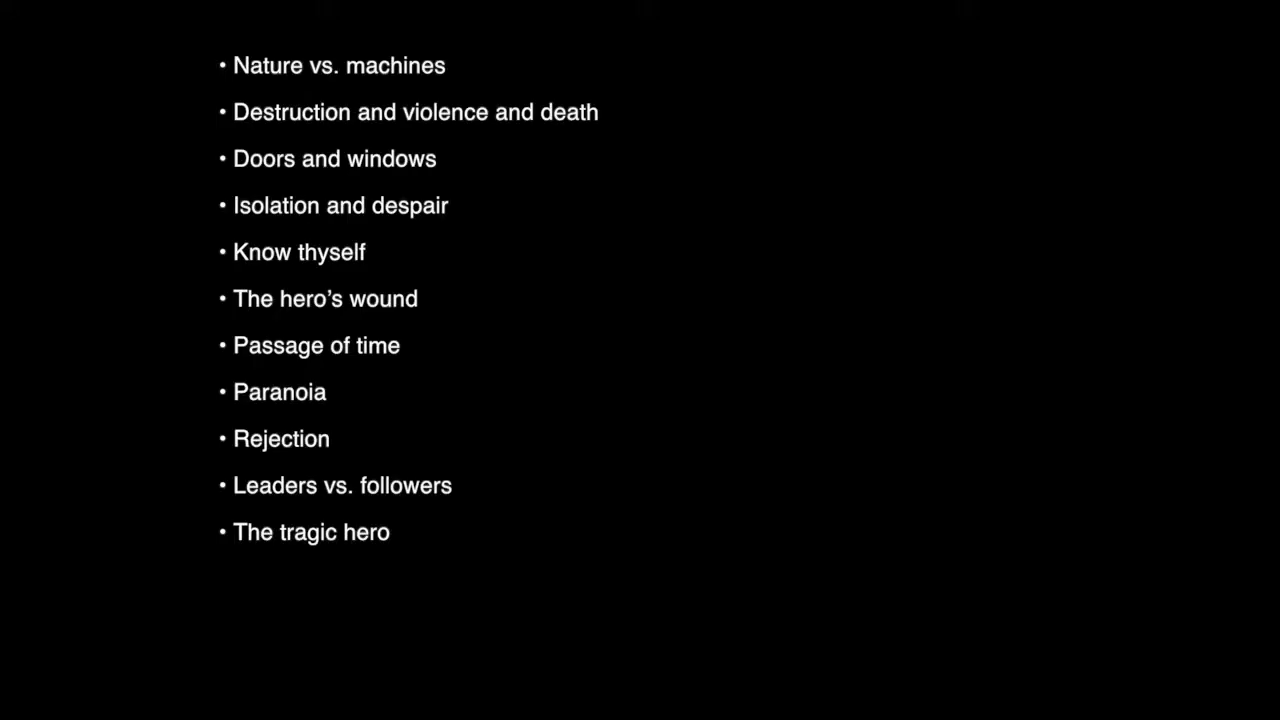 • Nature vs. machines
• Destruction and violence and death
• Doors and windows
• Isolation and despair
• Know thyself
• The hero’s wound
• Passage of time
• Paranoia
• Rejection
• Leaders vs. followers
• The tragic hero